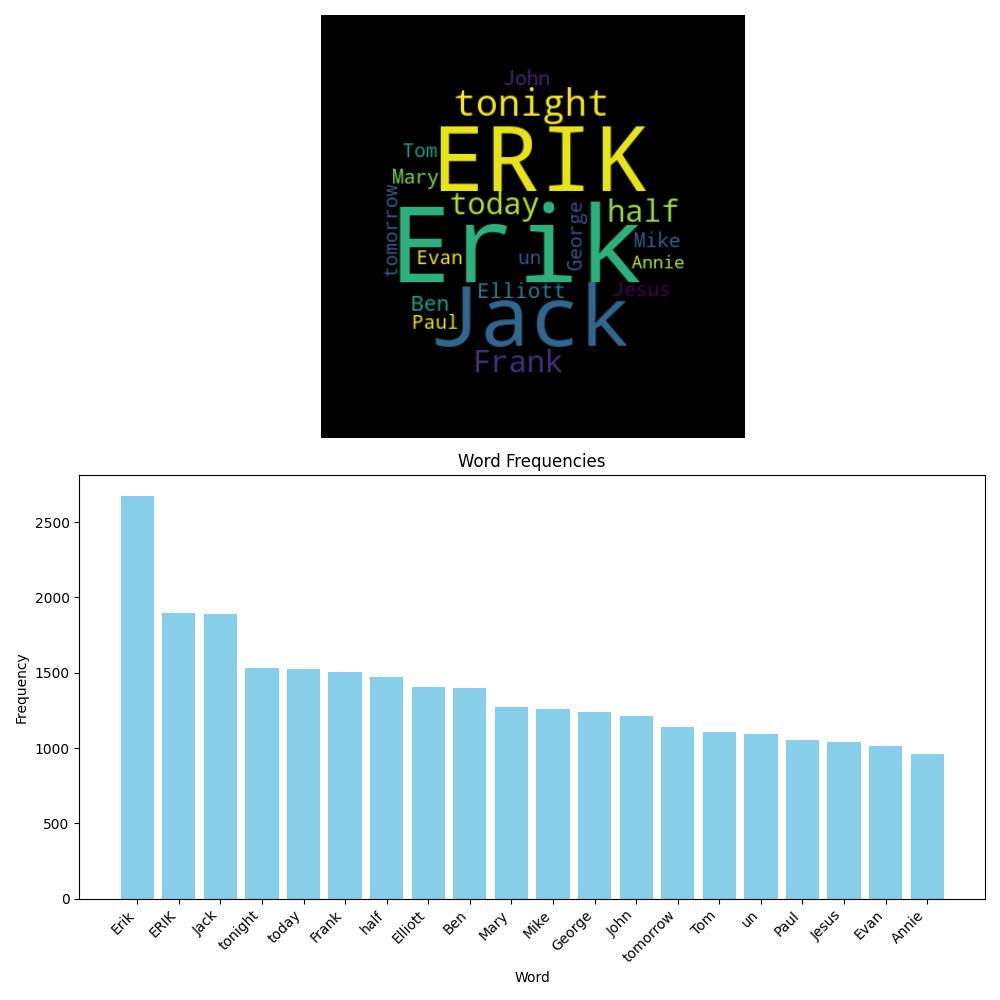 John
tonight
ERIK
Tom
Mary
tomorrow
today
George
half
Erik
Mike
Evan
un
Annie
Elliott
Jesus
Ben
Jack
Paul
Frank
Word Frequencies
2500
2000
1500
1000
500
0
Frequency
Erik
ERIK
Jack
tonight
today
Frank
half
Elliott
Ben
Mary
Mike
George
John
tomorrow
Tom
un
Paul
Jesus
Evan
Annie
Word